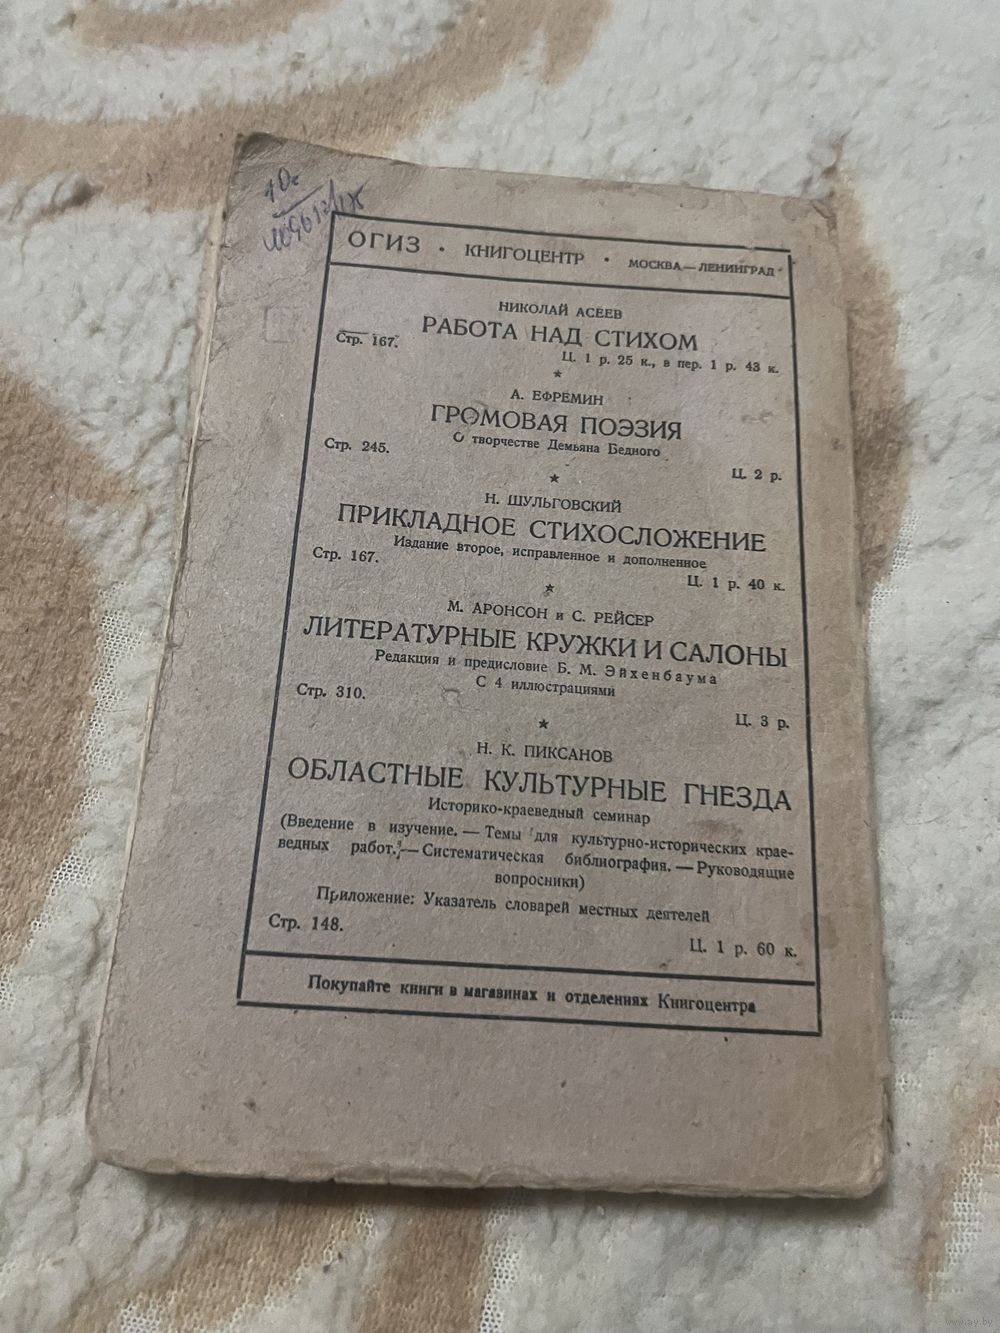 ОГИЗ • КНИГОЦЕНТР • МОСКВА — ЛЕНИНГРАД
НИКОЛАЙ АСЕЕВ
РАБОТА НАД СТИХОМ
Стр. 167.
Ц. 1 р. 25 к., в пер. 1 р. 43 к.
★
А. ЕФРЕМИН
ГРОМОВАЯ ПОЭЗИЯ
О творчестве Демьяна Бедного
Стр. 245.
Ц. 2 р.
★
Н. ШУЛЬГОВСКИЙ
ПРИКЛАДНОЕ СТИХОСЛОЖЕНИЕ
Издание второе, исправленное и дополненное
Стр. 167.
Ц. 1 р. 40 к.
★
М. АРОНСОН и С. РЕЙСЕР
ЛИТЕРАТУРНЫЕ КРУЖКИ И САЛОНЫ
Редакция и предисловие Б. М. Эйхенбаума
С 4 иллюстрациями
Стр. 310.
Ц. 3 р.
★
Н. К. ПИКСАНОВ
ОБЛАСТНЫЕ КУЛЬТУРНЫЕ ГНЕЗДА
Историко-краеведный семинар
(Введение в изучение. — Темы для культурно-исторических крае-
ведных работ. — Систематическая библиография. — Руководящие
вопросники)
Приложение: Указатель словарей местных деятелей
Стр. 148.
Ц. 1 р. 60 к.
Покупайте книги в магазинах и отделениях Книгоцентра
www.ay.by